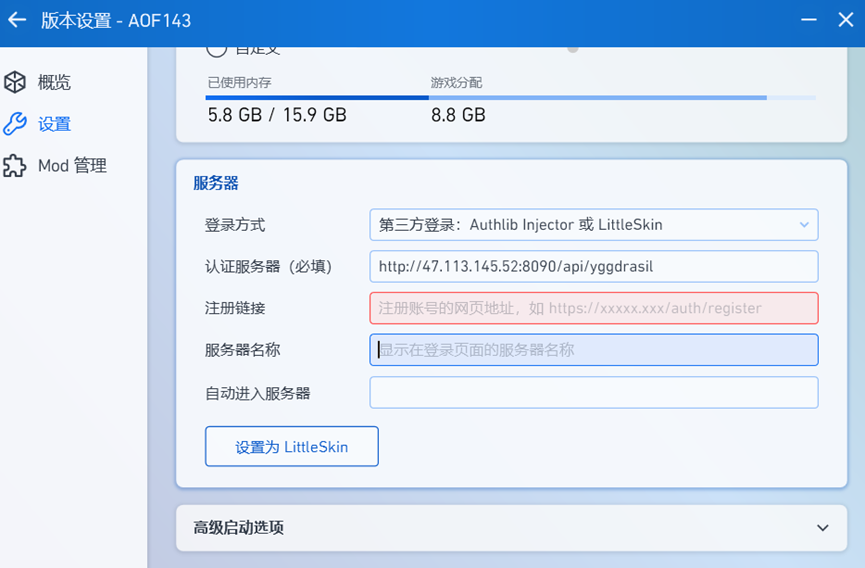 版本设置 - AOF143
概览
设置
Mod 管理
自定义
已使用内存 游戏分配
5.8 GB / 15.9 GB 8.8 GB
服务器
登录方式 第三方登录：Authlib Injector 或 LittleSkin
认证服务器（必填） http://47.113.145.52:8090/api/yggdrasil
注册链接 注册账号的网页地址，如 https://xxxxx.xxx/auth/register
服务器名称 显示在登录页面的服务器名称
自动进入服务器
设置为 LittleSkin
高级启动选项